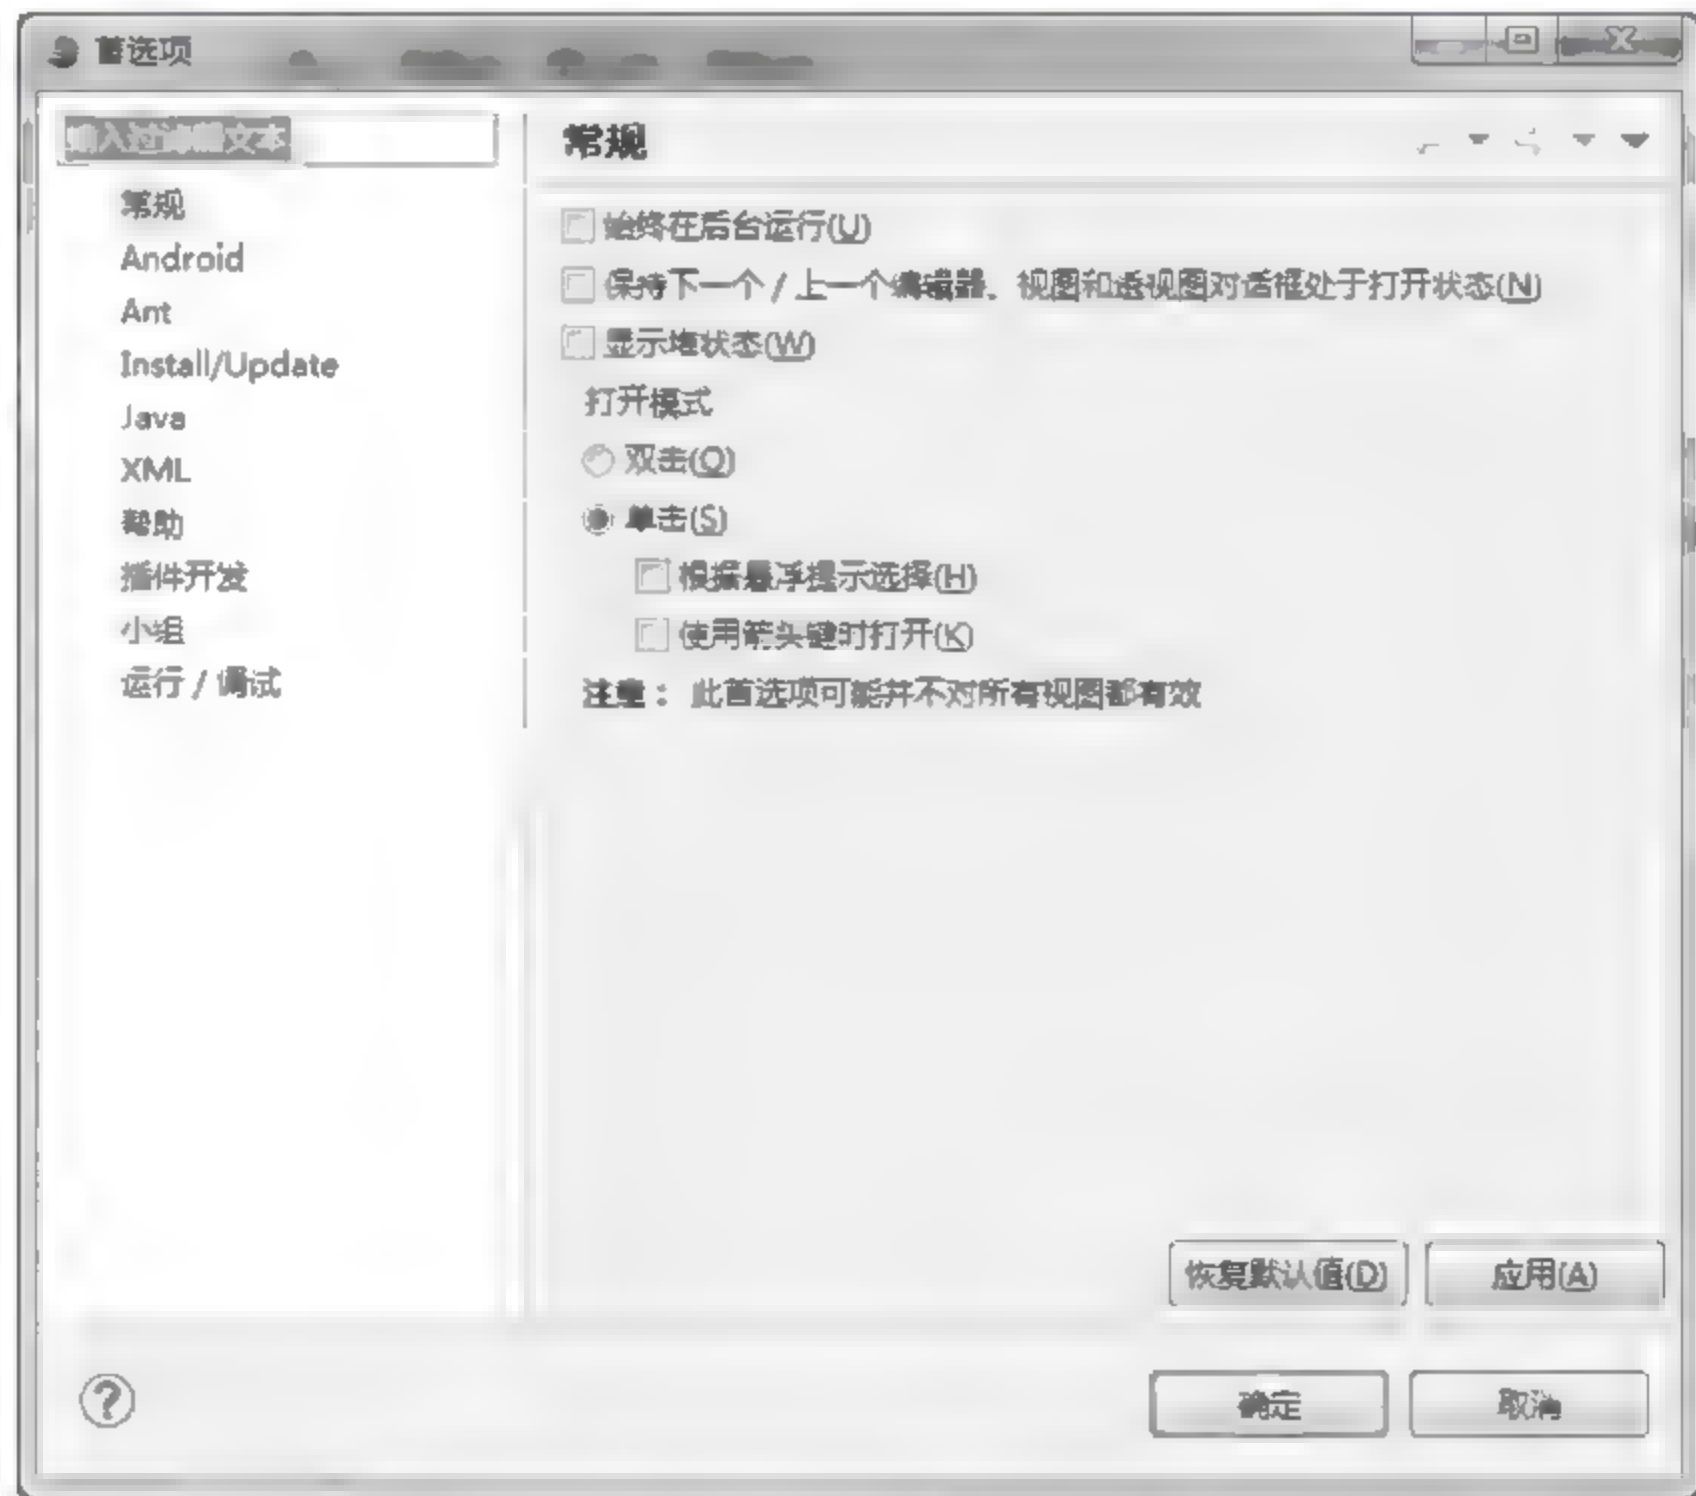 首选项
输入过滤器文本
常规
Android
Ant
Install/Update
Java
XML
帮助
插件开发
小组
运行 / 调试
常规
始终在后台运行(U)
保持下一个 / 上一个编辑器、视图和透视图对话框处于打开状态(N)
显示堆状态(W)
打开模式
双击(O)
单击(S)
根据悬浮提示选择(H)
使用箭头键时打开(K)
注意： 此首选项可能并不对所有视图都有效
恢复默认值(D)
应用(A)
确定
取消